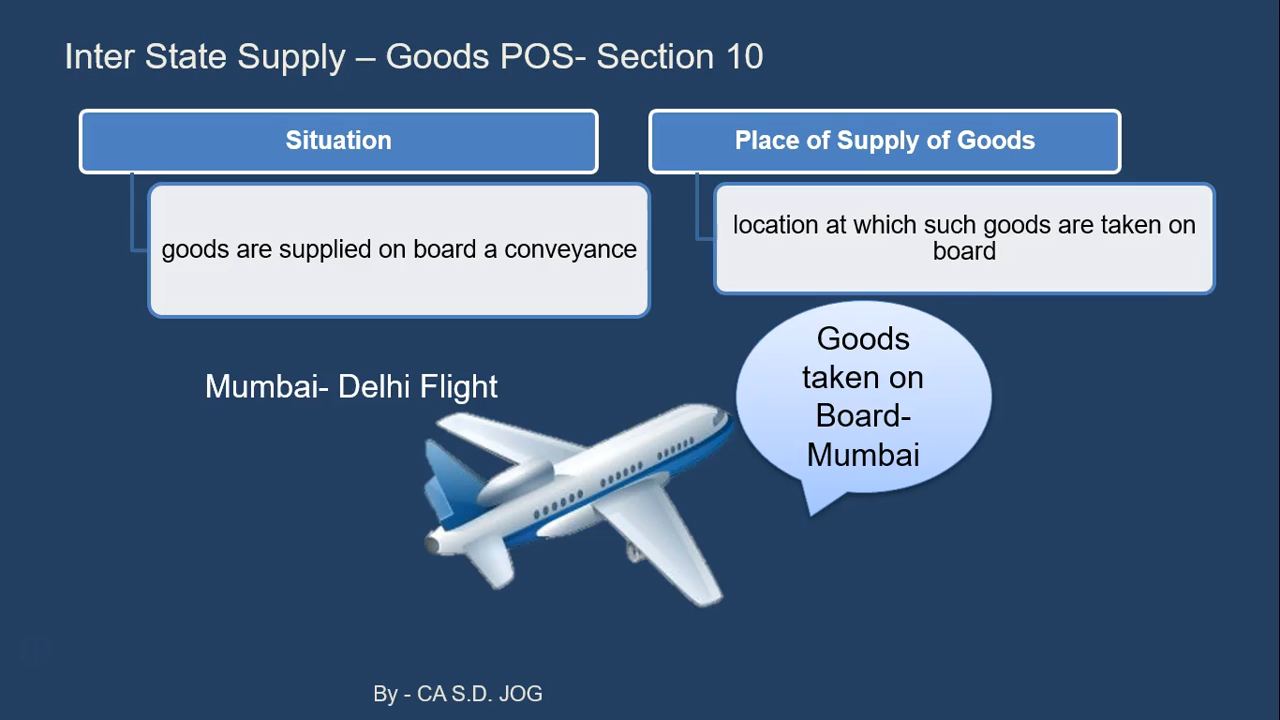 Inter State Supply – Goods POS- Section 10
Situation
Place of Supply of Goods
goods are supplied on board a conveyance
location at which such goods are taken on
board
Mumbai- Delhi Flight
Goods
taken on
Board-
Mumbai
By - CA S.D. JOG